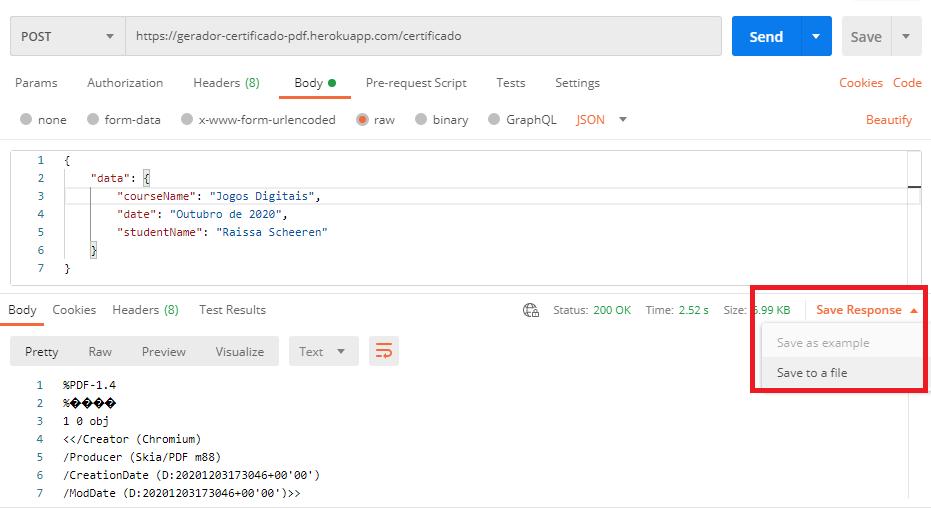 POST https://gerador-certificado-pdf.herokuapp.com/certificado Send Save
Params Authorization Headers (8) Body Pre-request Script Tests Settings Cookies Code
none form-data x-www-form-urlencoded raw binary GraphQL JSON Beautify
1 {
2 "data": {
3 "courseName": "Jogos Digitais",
4 "date": "Outubro de 2020",
5 "studentName": "Raissa Scheeren"
6 }
7 }
Body Cookies Headers (8) Test Results Status: 200 OK Time: 2.52 s Size: .99 KB Save Response
Save as example
Save to a file
Pretty Raw Preview Visualize Text
1 %PDF-1.4
2 %����
3 1 0 obj
4 <</Creator (Chromium)
5 /Producer (Skia/PDF m88)
6 /CreationDate (D:20201203173046+00'00')
7 /ModDate (D:20201203173046+00'00')>>